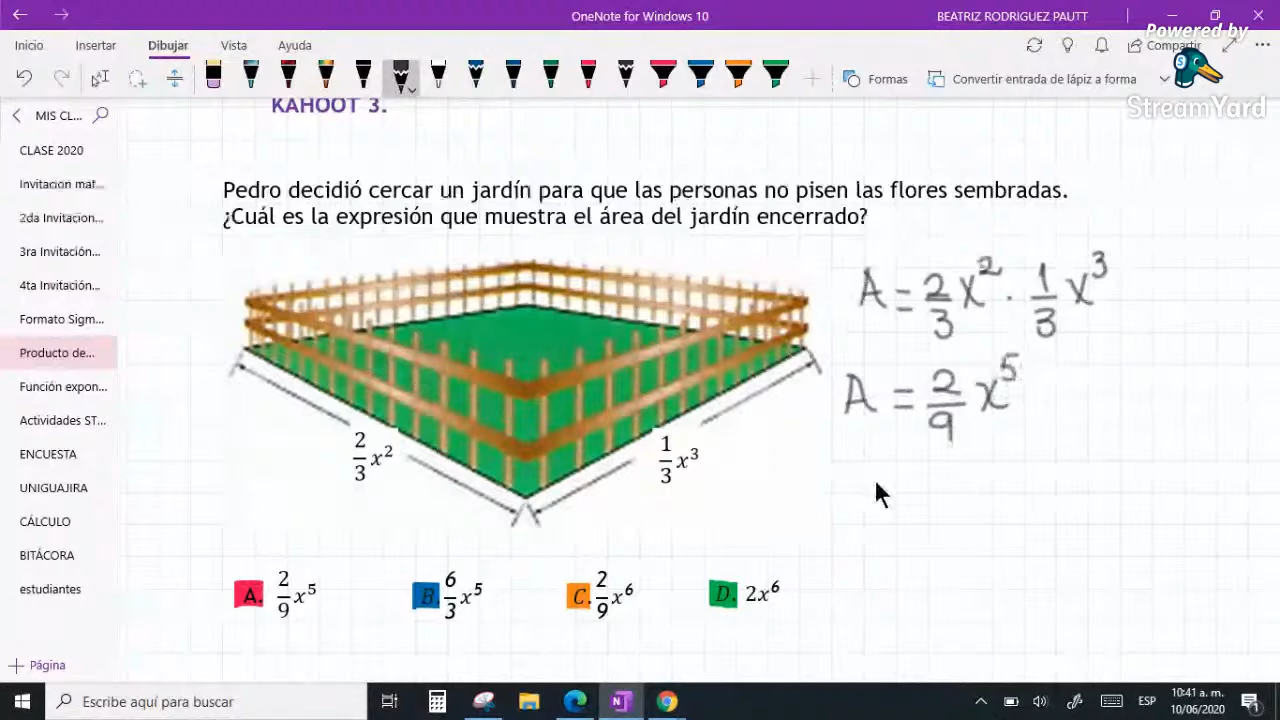 OneNote for Windows 10
BEATRIZ RODRIGUEZ PAUTT
Powered by
StreamYard
Inicio Insertar Dibujar Vista Ayuda Compartir
Formas Convertir entrada de lápiz a forma
KAHOOT 3.
MIS CL...
CLASE 2020
Invitacion mat...
2da Invitacion...
3ra Invitación...
4ta Invitación...
Formato Sigm...
Producto de...
Función expon...
Actividades ST...
ENCUESTA
UNIGUAJIRA
CÁLCULO
BITÁCORA
estudiantes
Página
Pedro decidió cercar un jardín para que las personas no pisen las flores sembradas.
¿Cuál es la expresión que muestra el área del jardín encerrado?
A = 2/3 x² · 1/3 x³
A = 2/9 x⁵
2/3 x² 1/3 x³
A. 2/9 x⁵ B. 6/3 x⁵ C. 2/9 x⁶ D. 2x⁶
Escribe aquí para buscar
ESP
10:41 a. m.
10/06/2020
1